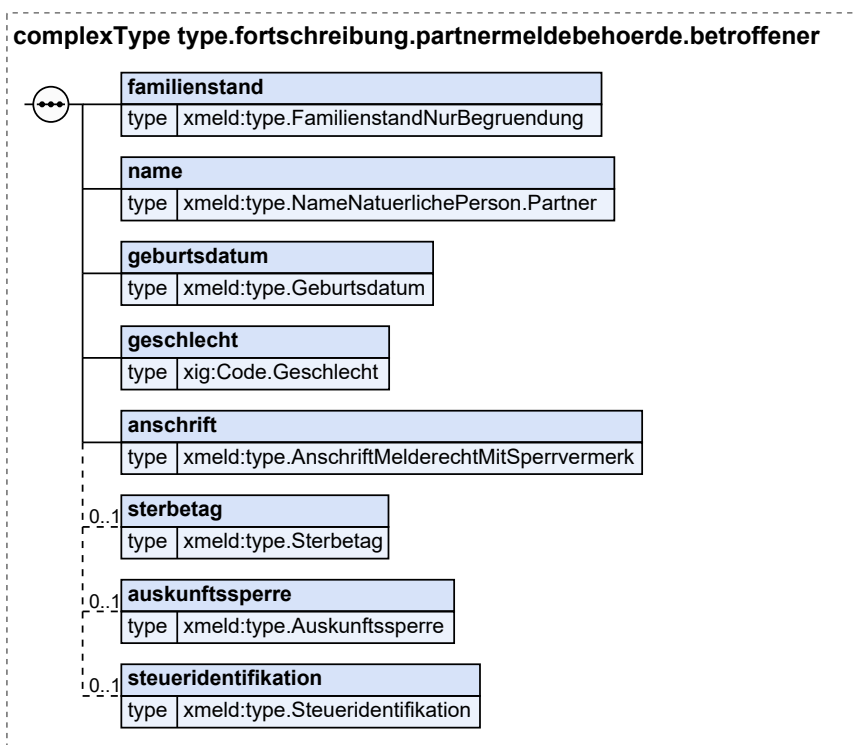 complexType type.fortschreibung.partnermeldebehoerde.betroffener
familienstand
type xmeld:type.FamilienstandNurBegruendung
name
type xmeld:type.NameNatuerlichePerson.Partner
geburtsdatum
type xmeld:type.Geburtsdatum
geschlecht
type xig:Code.Geschlecht
anschrift
type xmeld:type.AnschriftMelderechtMitSperrvermerk
0..1 sterbetag
type xmeld:type.Sterbetag
0..1 auskunftssperre
type xmeld:type.Auskunftssperre
0..1 steueridentifikation
type xmeld:type.Steueridentifikation